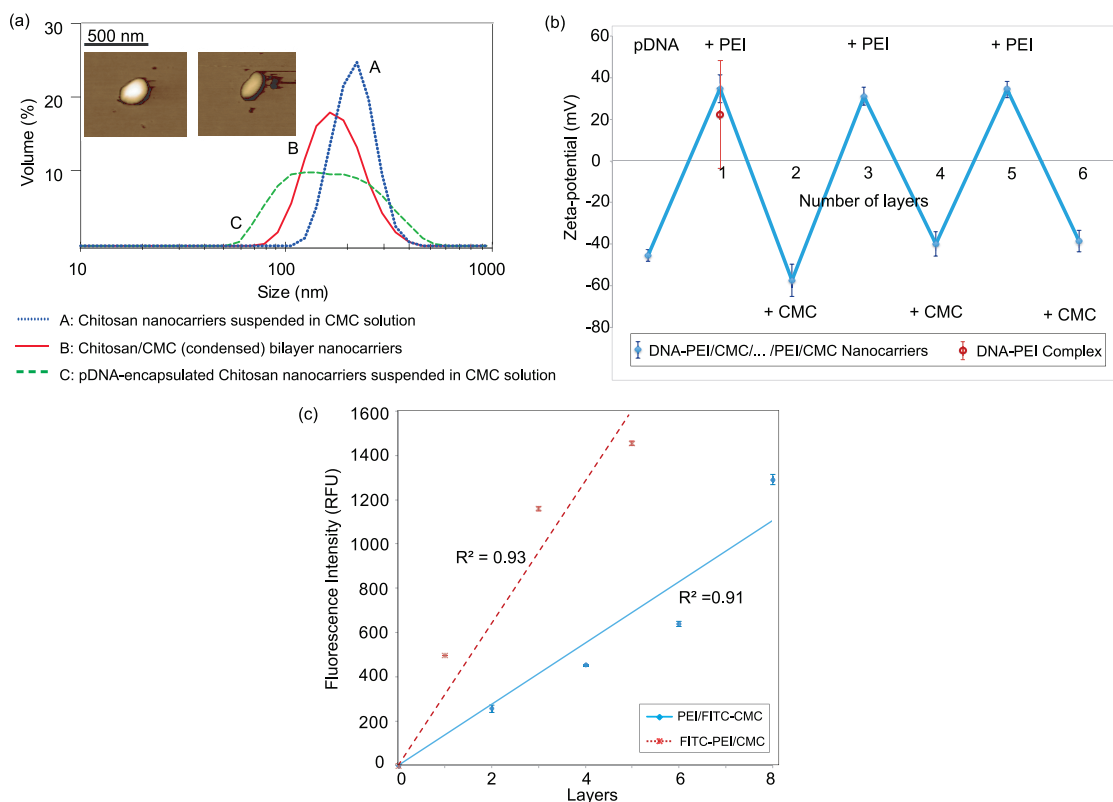 (a)
500 nm
30
20
10
Volume (%)
A
B
C
10
100
1000
Size (nm)
A: Chitosan nanocarriers suspended in CMC solution
B: Chitosan/CMC (condensed) bilayer nanocarriers
C: pDNA-encapsulated Chitosan nanocarriers suspended in CMC solution
(b)
pDNA
+ PEI
+ PEI
+ PEI
60
40
20
0
-20
-40
-60
-80
Zeta-potential (mV)
1
2
3
4
5
6
Number of layers
+ CMC
+ CMC
+ CMC
DNA-PEI/CMC/... /PEI/CMC Nanocarriers
DNA-PEI Complex
(c)
1600
1400
1200
1000
800
600
400
200
0
Fluorescence Intensity (RFU)
R² = 0.93
R² =0.91
PEI/FITC-CMC
FITC-PEI/CMC
0
2
4
6
8
Layers